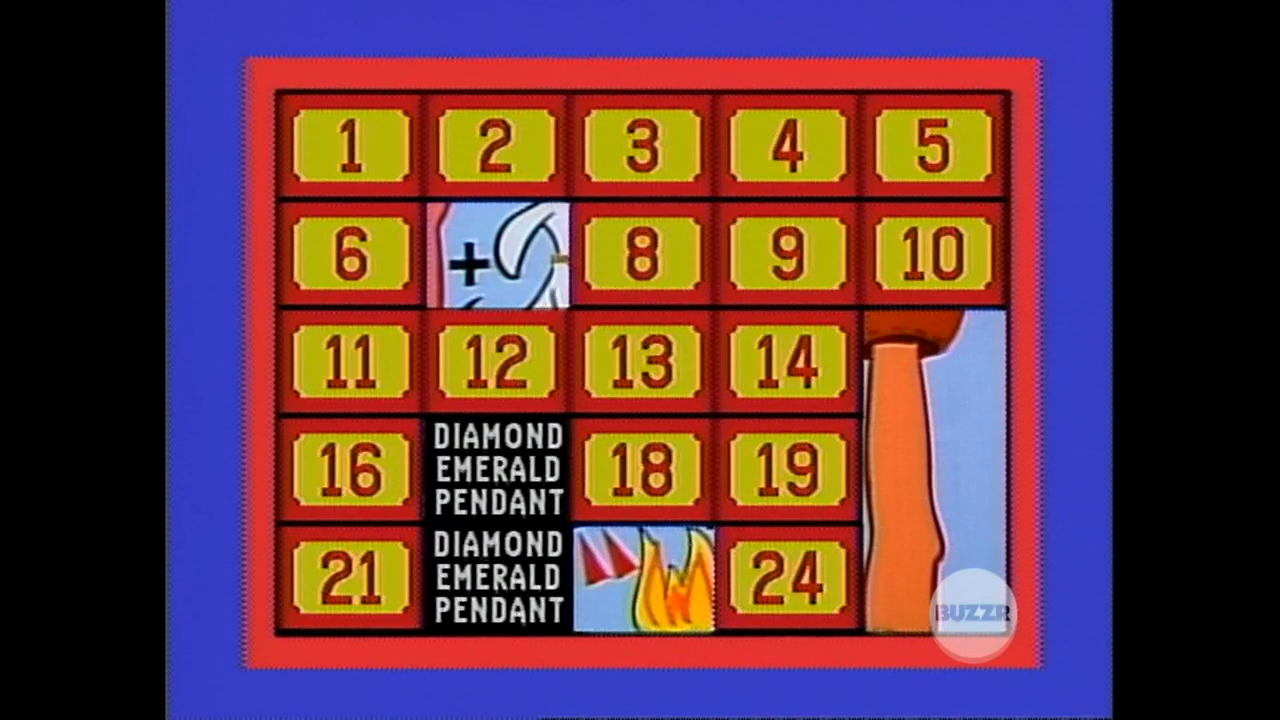 1 2 3 4 5
6 + 8 9 10
11 12 13 14
DIAMOND
EMERALD
PENDANT
16 18 19
DIAMOND
EMERALD
PENDANT
21 24
BUZZR